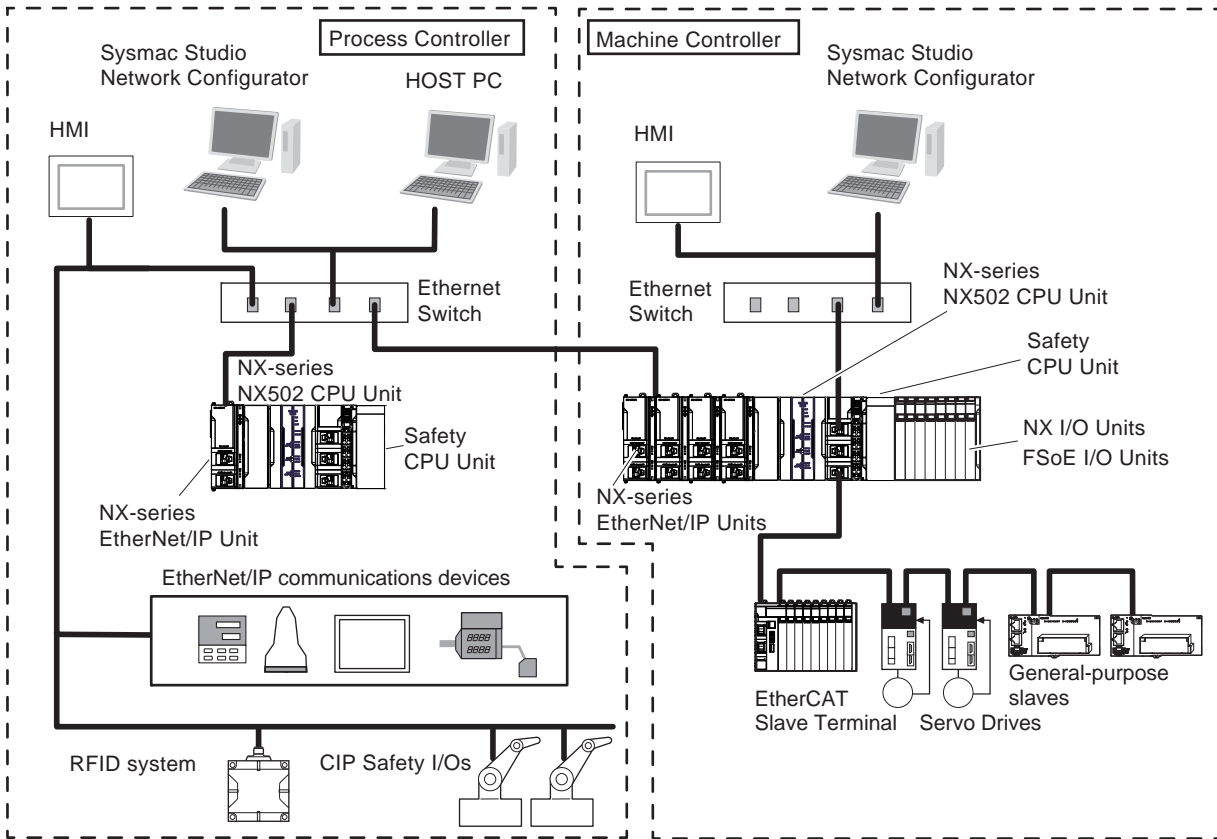 Process Controller
Sysmac Studio
Network Configurator
HOST PC
HMI
Ethernet
Switch
NX-series
NX502 CPU Unit
Safety
CPU Unit
NX-series
EtherNet/IP Unit
EtherNet/IP communications devices
8888
8888
RFID system
CIP Safety I/Os
Machine Controller
Sysmac Studio
Network Configurator
HMI
Ethernet
Switch
NX-series
NX502 CPU Unit
Safety
CPU Unit
NX I/O Units
FSoE I/O Units
NX-series
EtherNet/IP Units
EtherCAT
Slave Terminal
Servo Drives
General-purpose
slaves